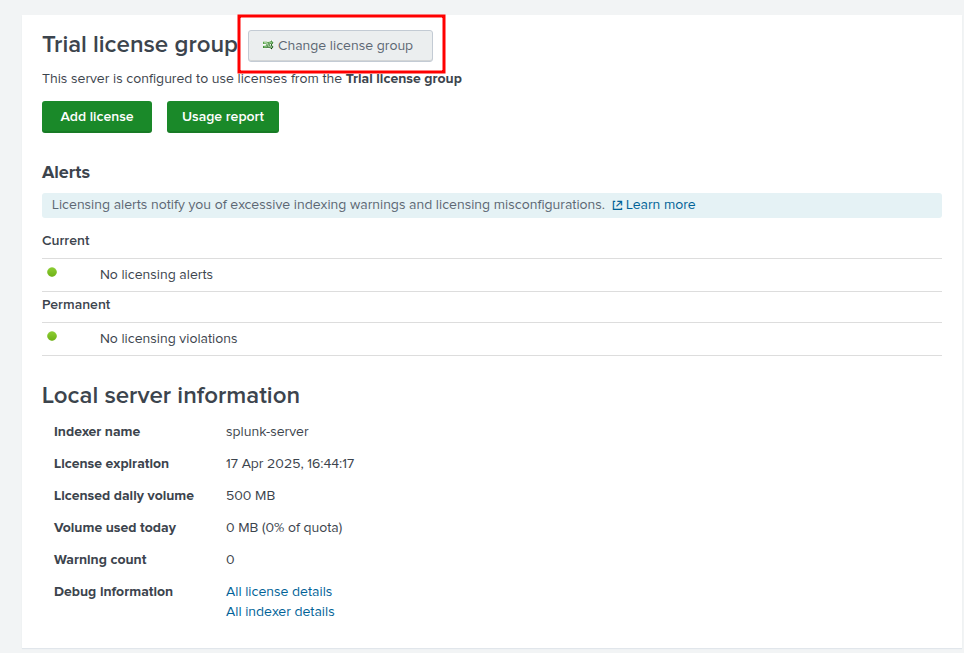 Trial license group Change license group
This server is configured to use licenses from the Trial license group
Add license Usage report
Alerts
Licensing alerts notify you of excessive indexing warnings and licensing misconfigurations. Learn more
Current
No licensing alerts
Permanent
No licensing violations
Local server information
Indexer name splunk-server
License expiration 17 Apr 2025, 16:44:17
Licensed daily volume 500 MB
Volume used today 0 MB (0% of quota)
Warning count 0
Debug Information All license details
All indexer details